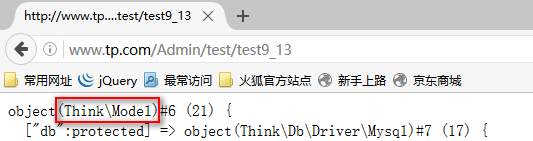 http://www.tp....test/test9_13
www.tp.com/Admin/test/test9_13
常用网址 jQuery 最常访问 火狐官方站点 新手上路 京东商城
object(Think\Model)#6 (21) {
["db":protected] => object(Think\Db\Driver\Mysql)#7 (17) {